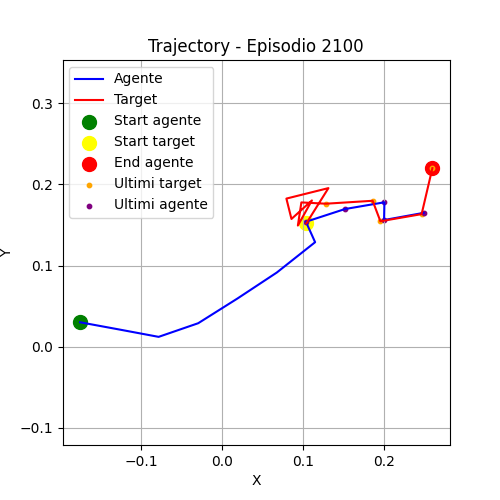 Trajectory - Episodio 2100
Agente
Target
Start agente
Start target
End agente
Ultimi target
Ultimi agente
0.3
0.2
0.1
0.0
−0.1
Y
−0.1
0.0
0.1
0.2
X